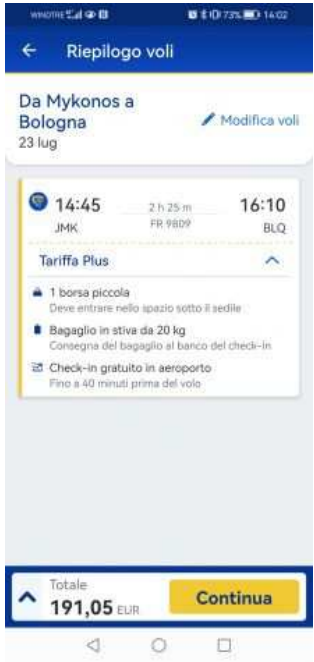 WINDTRE
73% 14:02
Riepilogo voli
Da Mykonos a
Bologna
Modifica voli
23 lug
14:45 2 h 25 m 16:10
JMK FR 9809 BLQ
Tariffa Plus
1 borsa piccola
Deve entrare nello spazio sotto il sedile
Bagaglio in stiva da 20 kg
Consegna del bagaglio al banco del check-in
Check-in gratuito in aeroporto
Fino a 40 minuti prima del volo
Totale
191,05 EUR
Continua